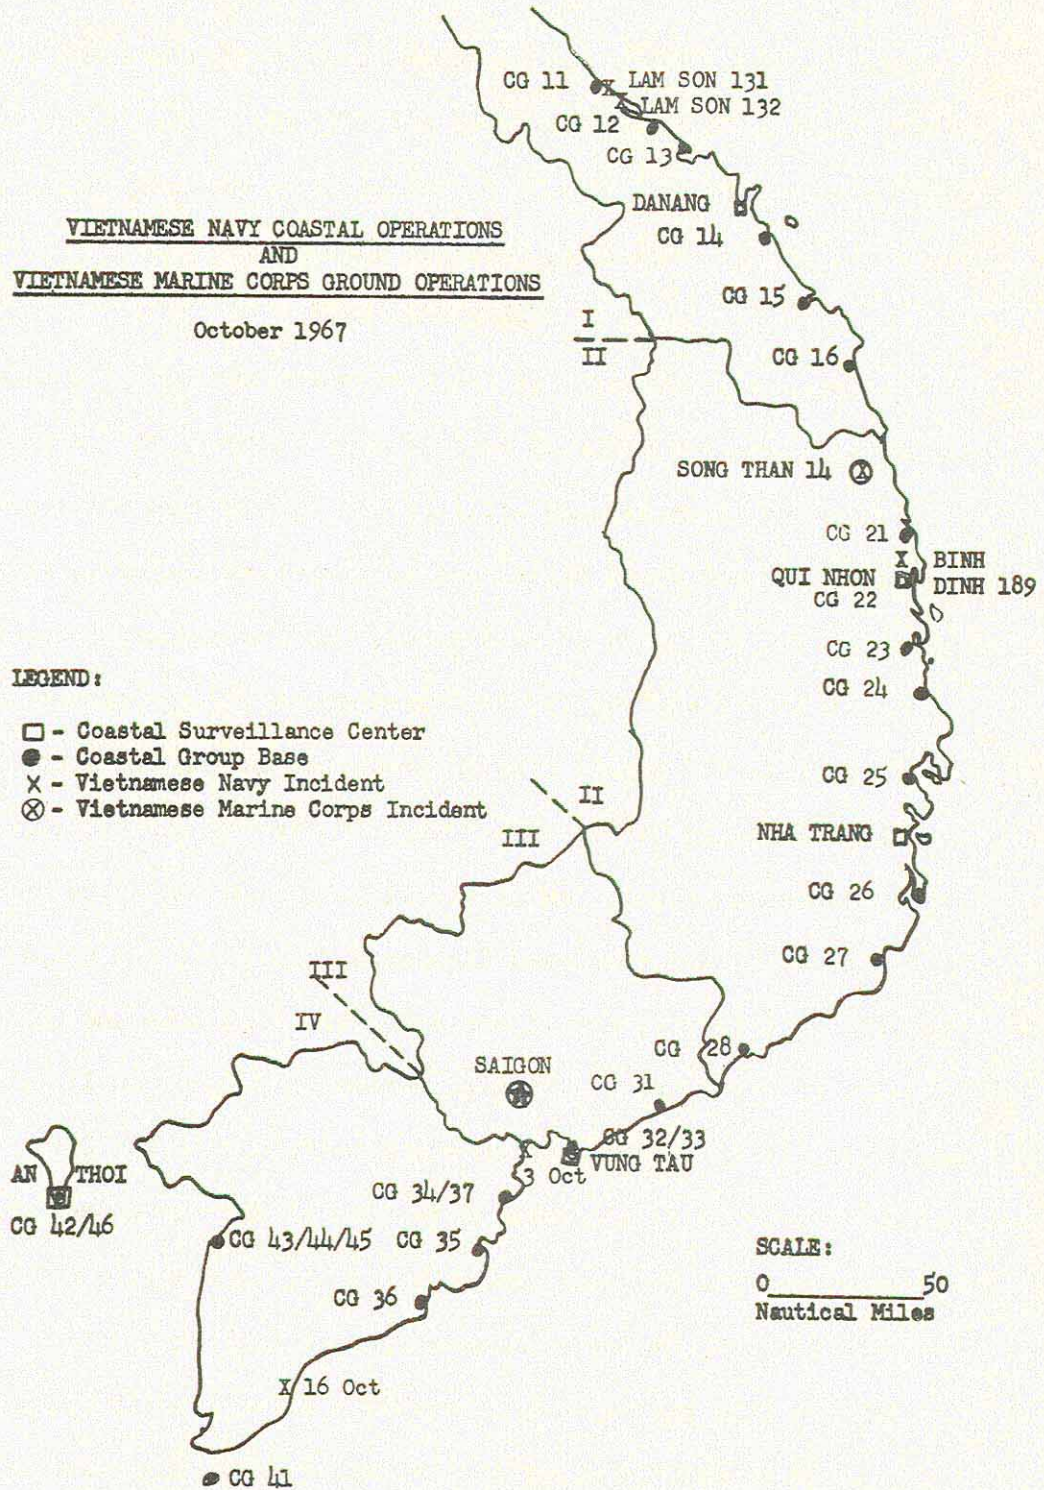 CG 11
LAM SON 131
LAM SON 132
CG 12
CG 13
DANANG
CG 14
VIETNAMESE NAVY COASTAL OPERATIONS
AND
VIETNAMESE MARINE CORPS GROUND OPERATIONS
October 1967
CG 15
I
II
CG 16
SONG THAN 14 X
CG 21
X BINH
QUI NHON DINH 189
CG 22
CG 23
LEGEND:
CG 24
- Coastal Surveillance Center
- Coastal Group Base
X - Vietnamese Navy Incident
- Vietnamese Marine Corps Incident
CG 25
II
III
NHA TRANG
CG 26
CG 27
III
IV
CG 28
SAIGON
CG 31
CG 32/33
VUNG TAU
X
3 Oct
AN THOI
CG 42/46
CG 34/37
CG 43/44/45
CG 35
CG 36
SCALE:
0 50
Nautical Miles
X 16 Oct
CG 41